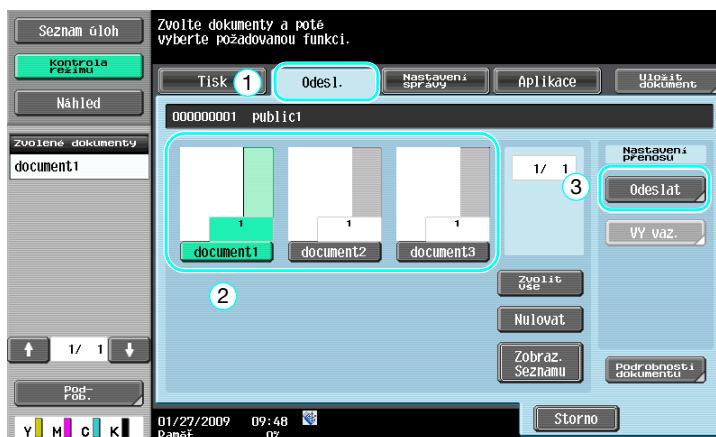 Seznam úloh
Kontrola
režimu
Náhled
Zvolené dokumenty
document1
1/ 1
Pod-
rob.
Y M C K
Zvolte dokumenty a poté
vyberte požadovanou funkci.
Tisk
1
Odesl.
Nastavení
správy
Aplikace
Uložit
dokument
000000001 public1
1
document1
1
document2
1
document3
2
1/ 1
3
Zvolit
vše
Nulovat
Zobraz.
Seznamu
Nastavení
přenosu
Odeslat
VY vaz.
Podrobnosti
dokumentu
01/27/2009 09:48
Paměť 0%
Storno